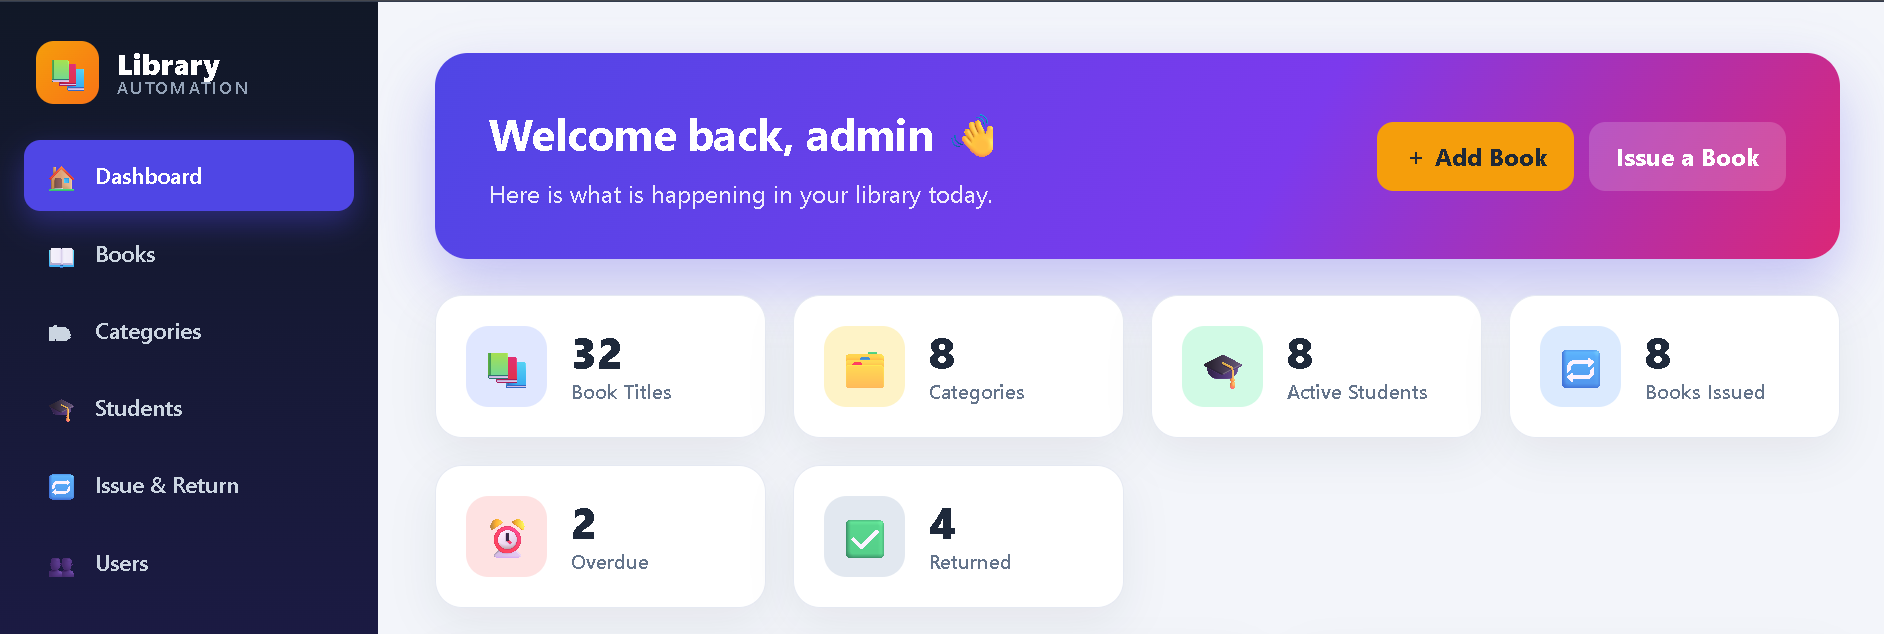 Library
AUTOMATION
Dashboard
Books
Categories
Students
Issue & Return
Users
Welcome back, admin
Here is what is happening in your library today.
+ Add Book
Issue a Book
32
Book Titles
8
Categories
8
Active Students
8
Books Issued
2
Overdue
4
Returned